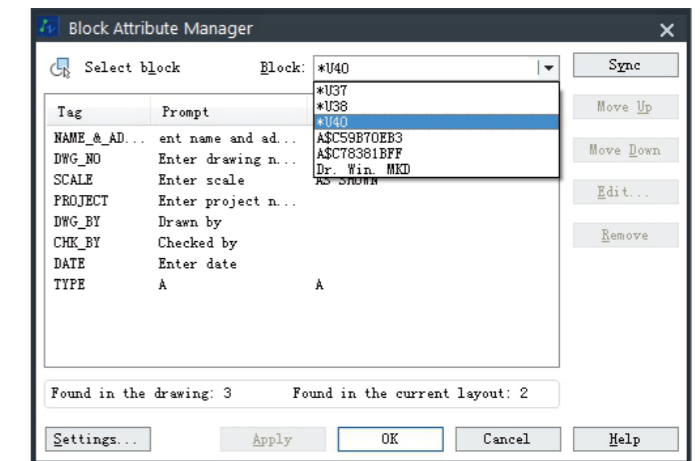 Block Attribute Manager
Select block Block: *U40 Sync
*U37
*U38
*U40
A$C59B70EB3
A$C78381BFF
Dr. Win. MKD
Tag Prompt
NAME_&_AD... ent name and ad...
DWG_NO Enter drawing n...
SCALE Enter scale AS SHOWN
PROJECT Enter project n...
DWG_BY Drawn by
CHK_BY Checked by
DATE Enter date
TYPE A A
Move Up
Move Down
Edit...
Remove
Found in the drawing: 3 Found in the current layout: 2
Settings... Apply OK Cancel Help